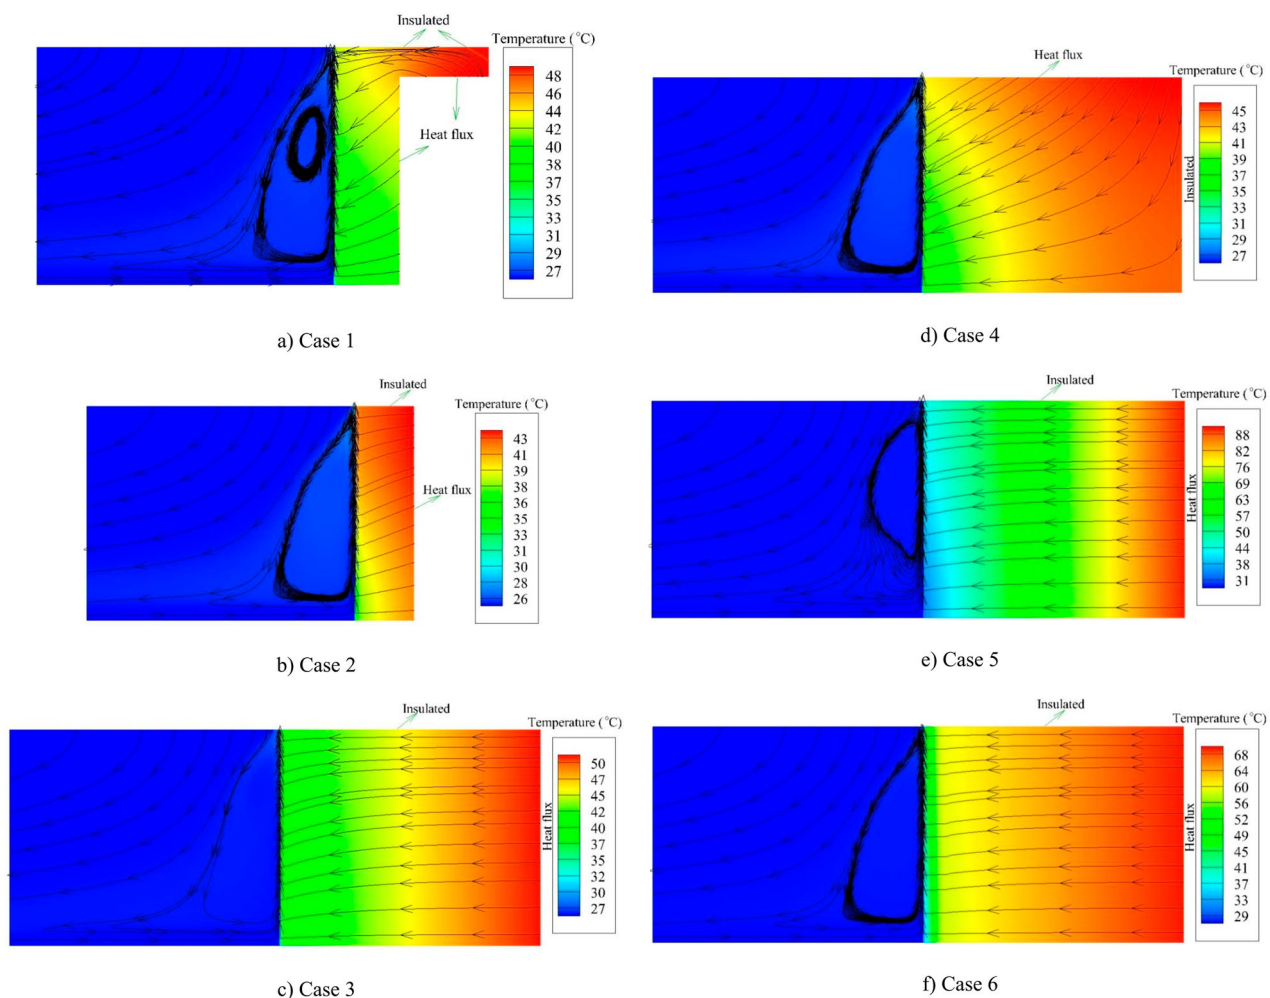 Insulated
Temperature (°C)
48
46
44
42
40
38
37
35
33
31
29
27
Heat flux
a) Case 1
Heat flux
Temperature (°C)
45
43
41
39
37
35
33
31
29
27
Insulated
d) Case 4
Insulated
Temperature (°C)
43
41
39
38
36
35
33
31
30
28
26
Heat flux
b) Case 2
Insulated
Temperature (°C)
88
82
76
69
63
57
50
44
38
31
Heat flux
e) Case 5
Insulated
Temperature (°C)
50
47
45
42
40
37
35
32
30
27
Heat flux
c) Case 3
Insulated
Temperature (°C)
68
64
60
56
52
49
45
41
37
33
29
Heat flux
f) Case 6